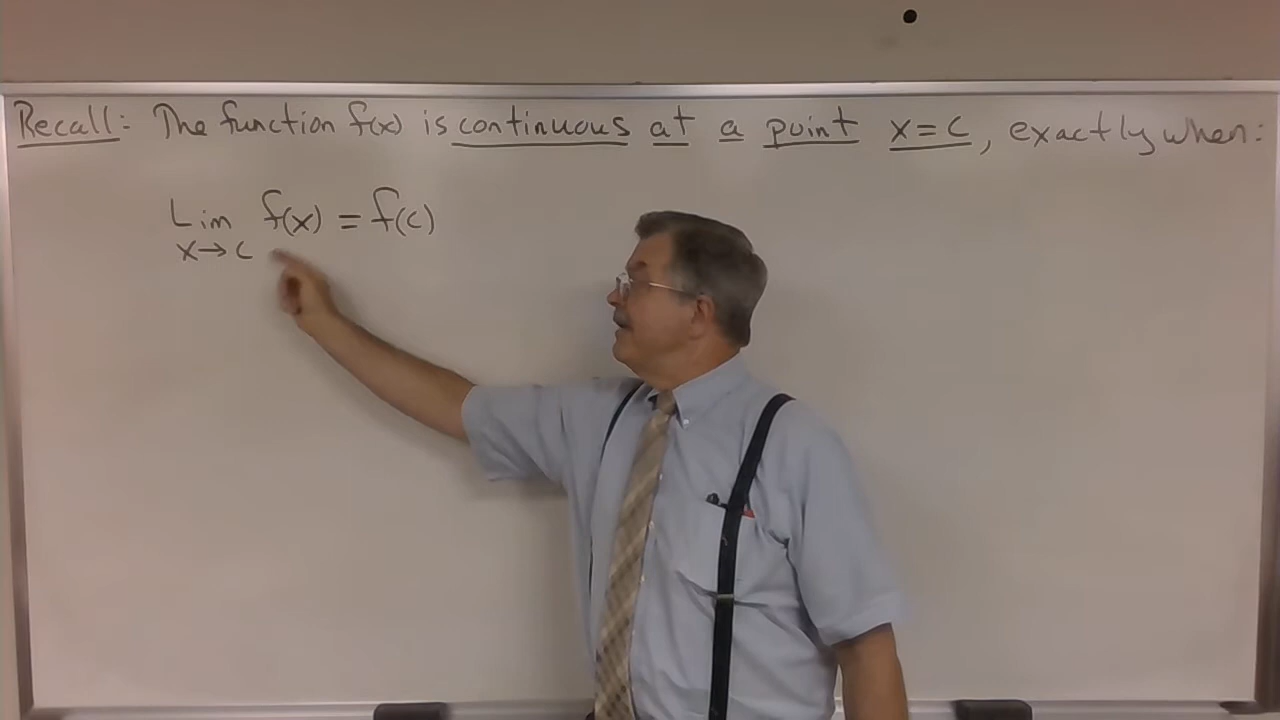 Recall: The function f(x) is continuous at a point x=c, exactly when:
Lim f(x) = f(c)
x→c